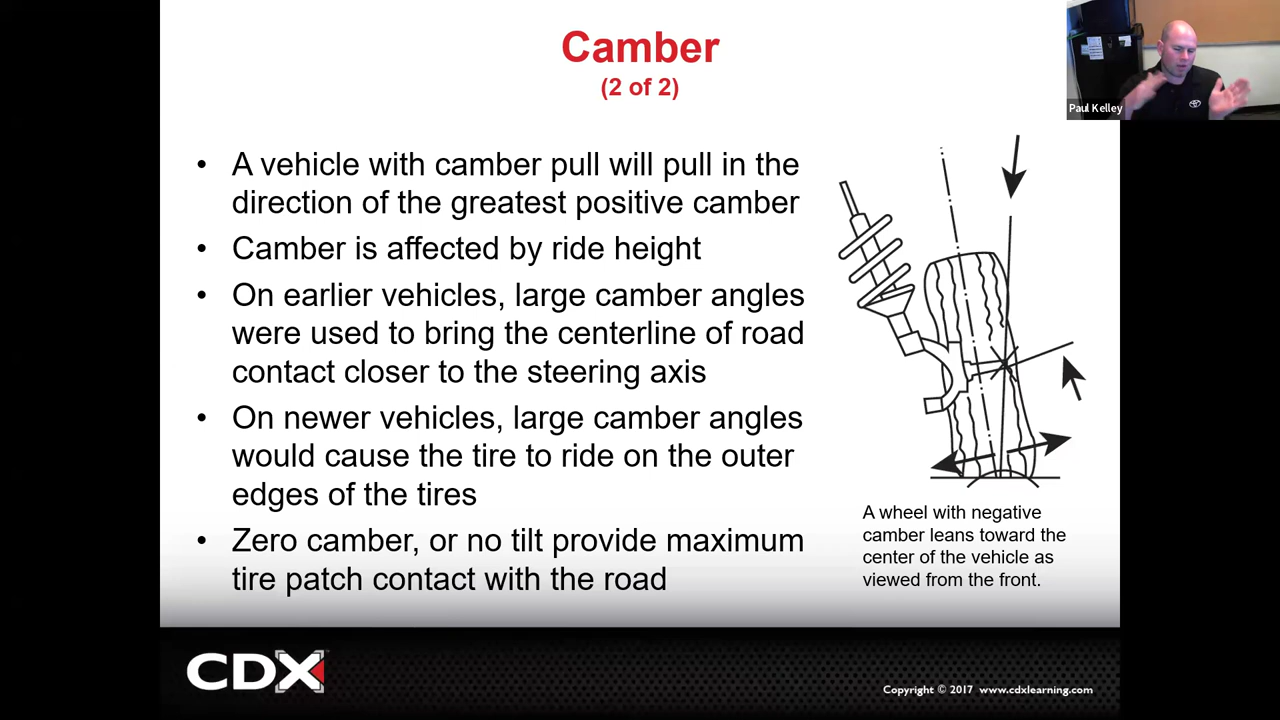 Camber
(2 of 2)
Paul Kelley
• A vehicle with camber pull will pull in the
direction of the greatest positive camber
• Camber is affected by ride height
• On earlier vehicles, large camber angles
were used to bring the centerline of road
contact closer to the steering axis
• On newer vehicles, large camber angles
would cause the tire to ride on the outer
edges of the tires
• Zero camber, or no tilt provide maximum
tire patch contact with the road
A wheel with negative
camber leans toward the
center of the vehicle as
viewed from the front.
CDX
Copyright © 2017 www.cdxlearning.com